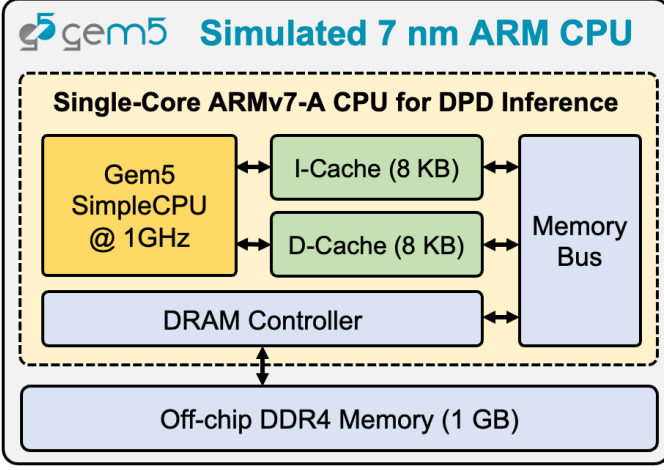 g5 gem5 Simulated 7 nm ARM CPU
Single-Core ARMv7-A CPU for DPD Inference
Gem5
SimpleCPU
@ 1GHz
I-Cache (8 KB)
D-Cache (8 KB)
Memory
Bus
DRAM Controller
Off-chip DDR4 Memory (1 GB)